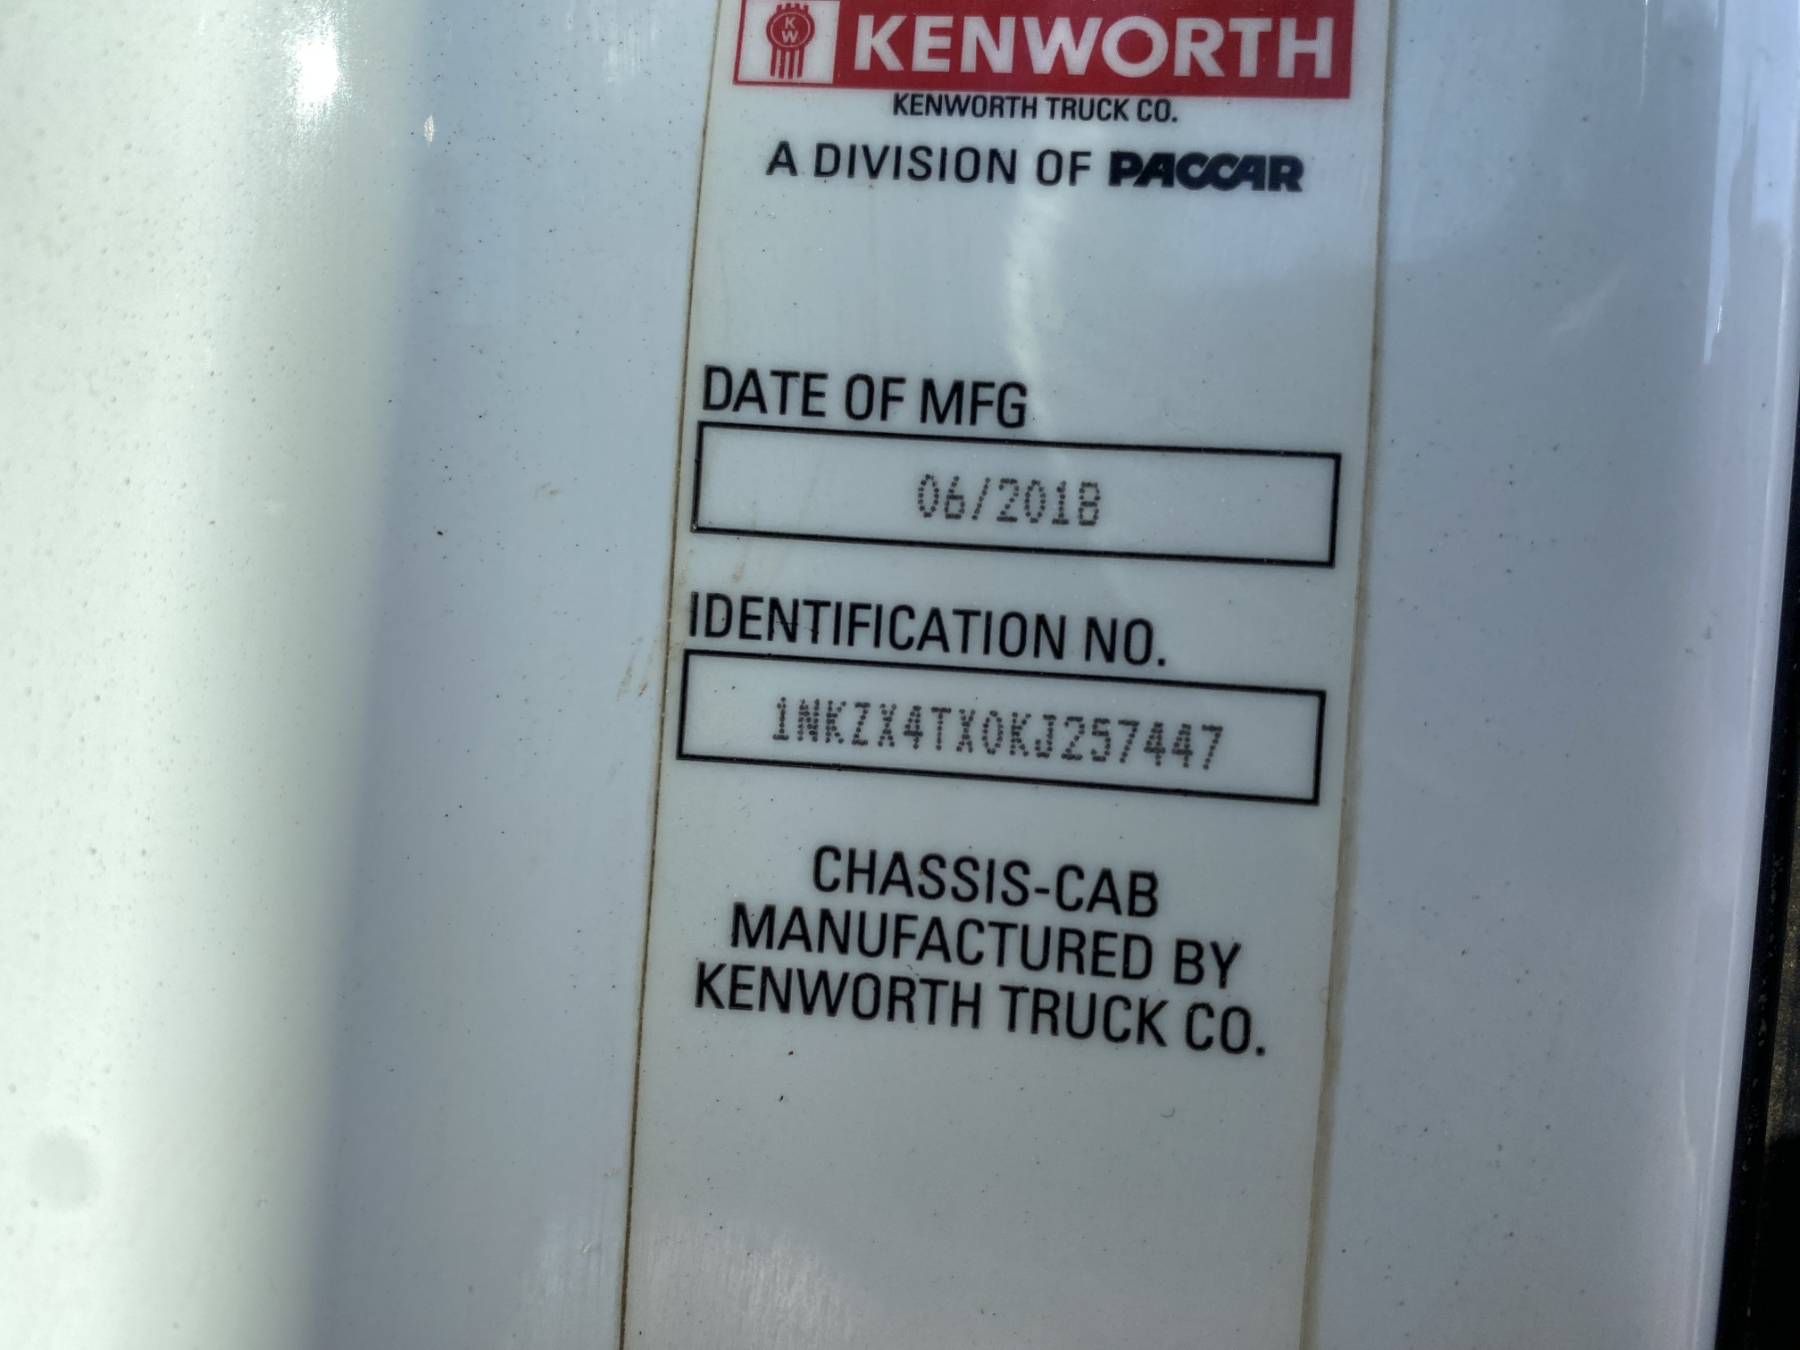 KW KENWORTH
KENWORTH TRUCK CO.
A DIVISION OF PACCAR
DATE OF MFG
06/2018
IDENTIFICATION NO.
1NKZX4TX0KJ257447
CHASSIS-CAB
MANUFACTURED BY
KENWORTH TRUCK CO.